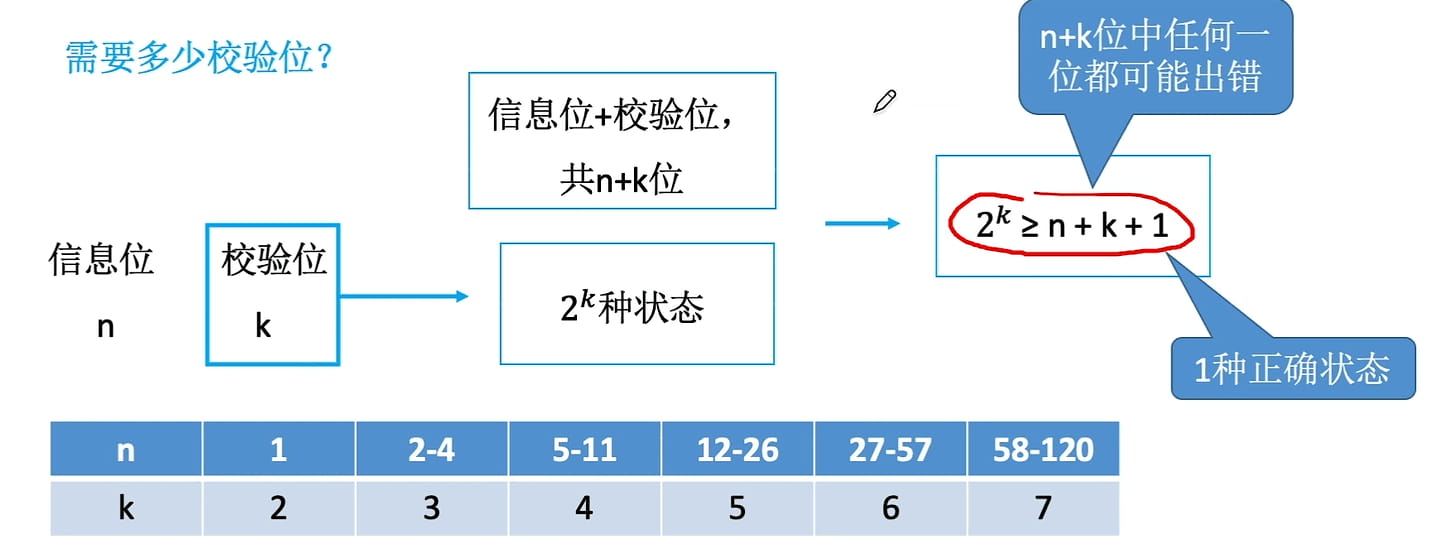 需要多少校验位?
n+k位中任何一
位都可能出错
信息位+校验位，
共n+k位
2^k ≥ n + k + 1
信息位
n
校验位
k
2^k种状态
1种正确状态
n 1 2-4 5-11 12-26 27-57 58-120
k 2 3 4 5 6 7